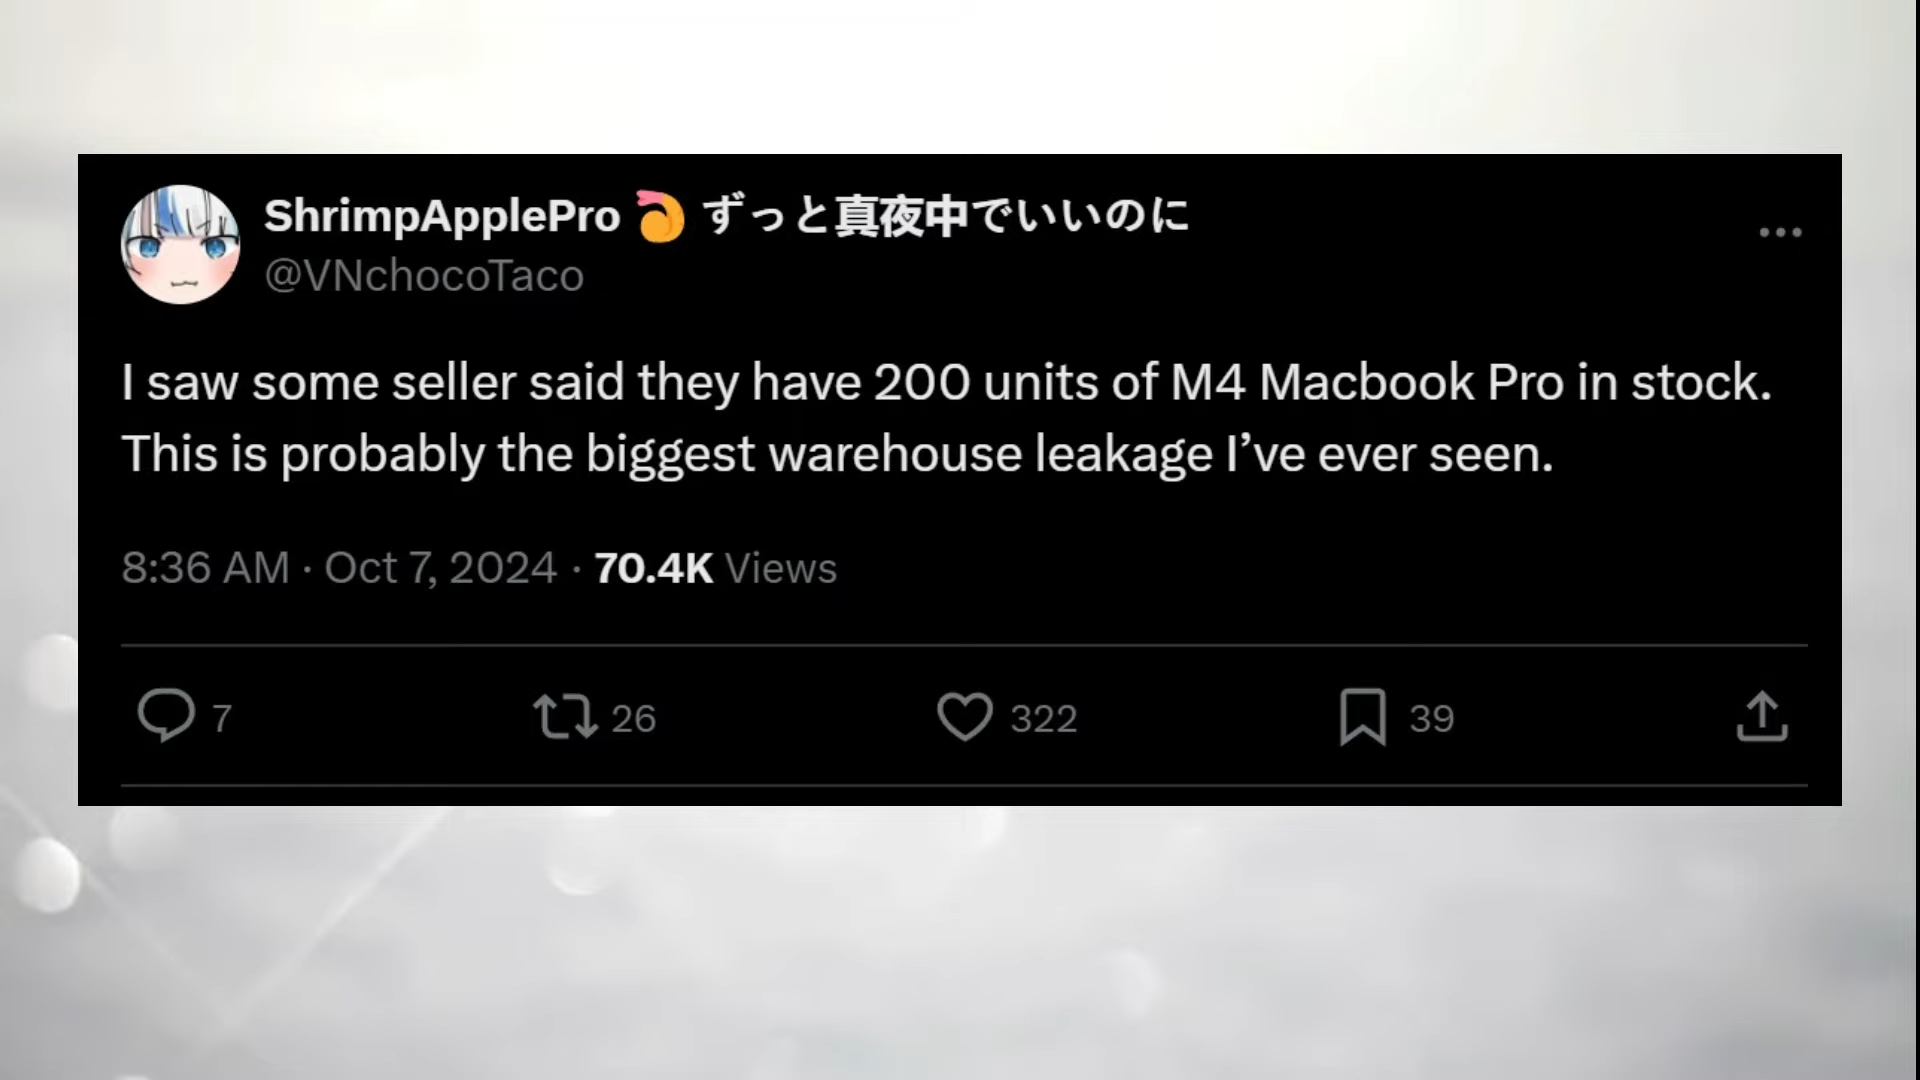 ShrimpApplePro 🍤 ずっと真夜中でいいのに
@VNchocoTaco
I saw some seller said they have 200 units of M4 Macbook Pro in stock.
This is probably the biggest warehouse leakage I’ve ever seen.
8:36 AM · Oct 7, 2024 · 70.4K Views
7 26 322 39